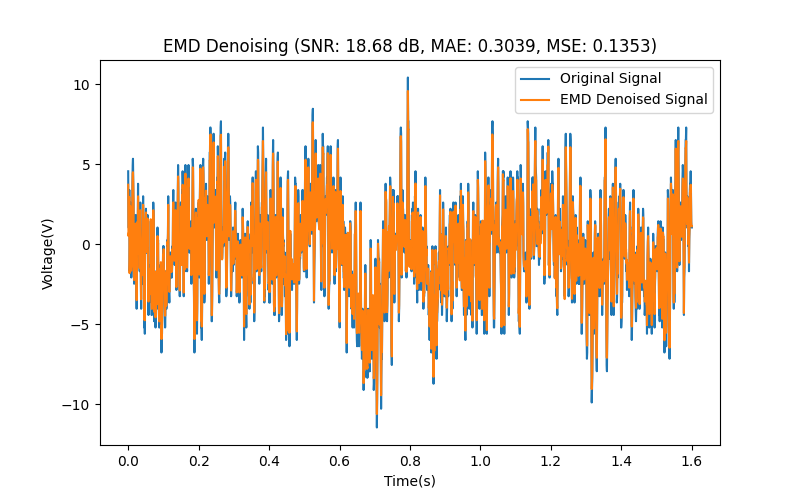 EMD Denoising (SNR: 18.68 dB, MAE: 0.3039, MSE: 0.1353)
Original Signal
EMD Denoised Signal
10
5
0
−5
−10
Voltage(V)
0.0 0.2 0.4 0.6 0.8 1.0 1.2 1.4 1.6
Time(s)